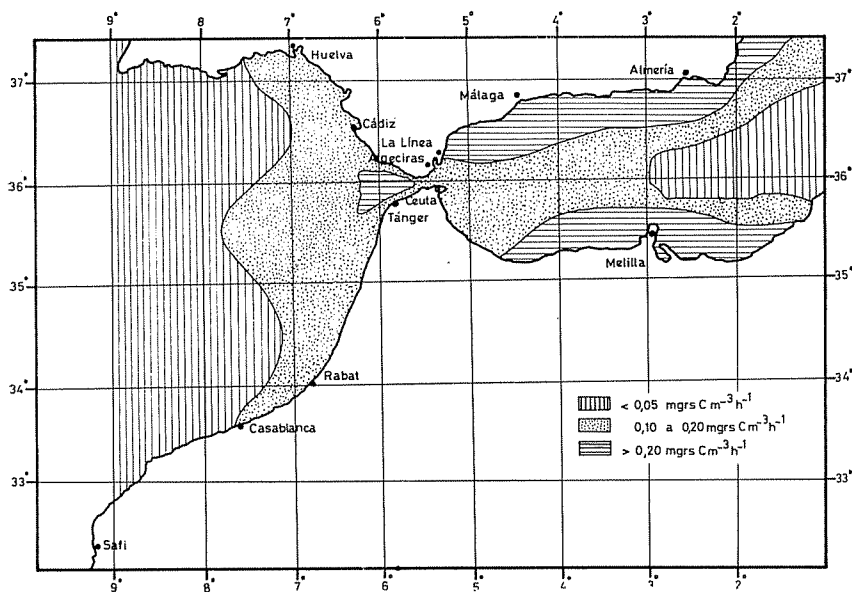 9° 8° 7° 6° 5° 4° 3° 2°
Huelva
37° 37°
Almería
Málaga
Cádiz
La Línea
Algeciras
36° 36°
Ceuta
Tánger
Melilla
35° 35°
34° 34°
Rabat
< 0,05 mgrs C m⁻³ h⁻¹
0,10 a 0,20 mgrs C m⁻³ h⁻¹
> 0,20 mgrs C m⁻³ h⁻¹
Casablanca
33° 33°
Safi
9° 8° 7° 6° 5° 4° 3° 2°